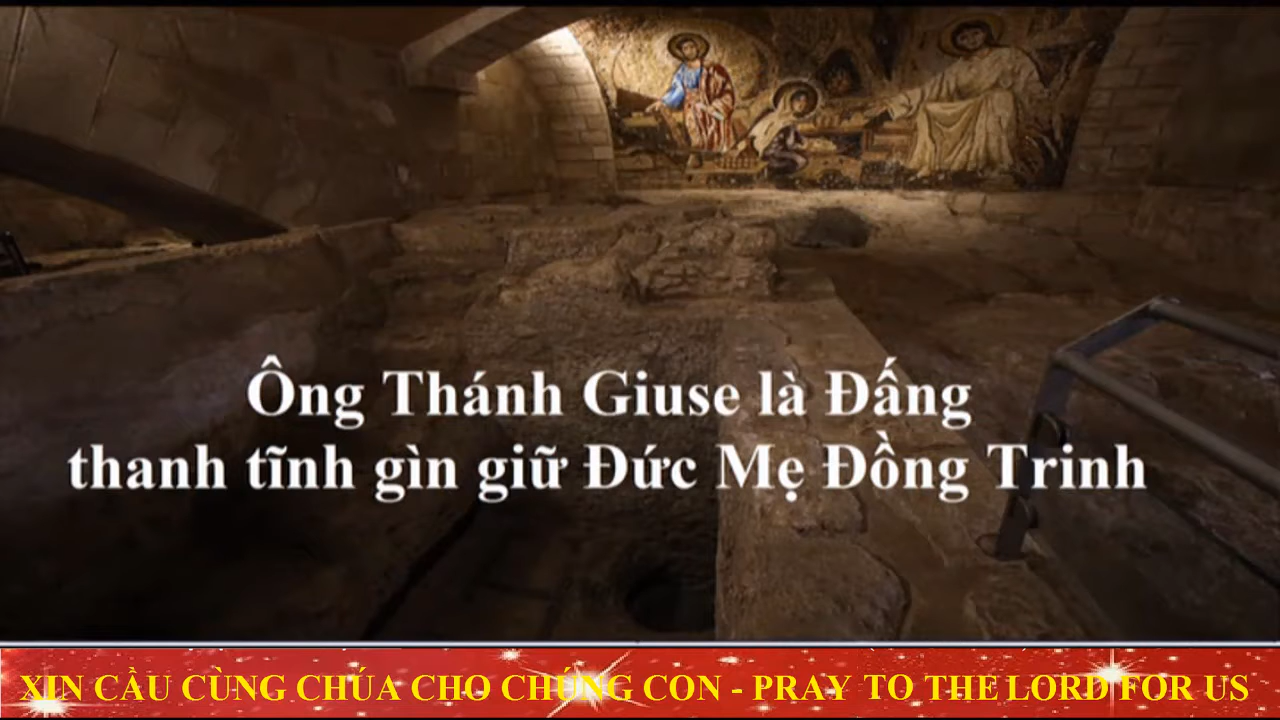 Ông Thánh Giuse là Đấng
thanh tĩnh gìn giữ Đức Mẹ Đồng Trinh
XIN CẦU CÙNG CHÚA CHO CHÚNG CON - PRAY TO THE LORD FOR US